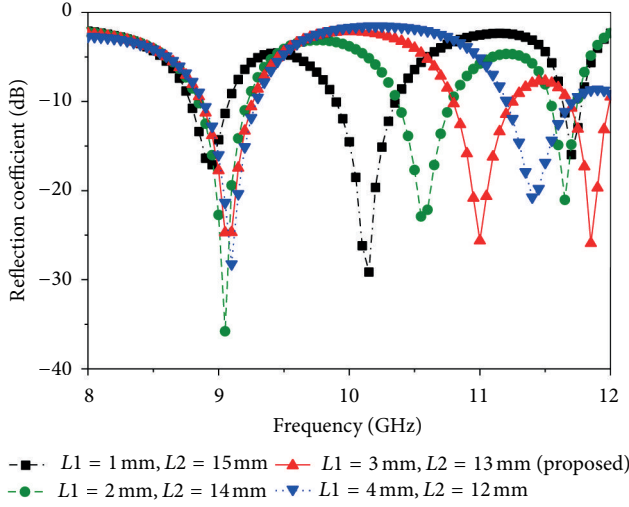 0
−10
−20
−30
−40
Reflection coefficient (dB)
8 9 10 11 12
Frequency (GHz)
L1 = 1 mm, L2 = 15 mm
L1 = 3 mm, L2 = 13 mm (proposed)
L1 = 2 mm, L2 = 14 mm
L1 = 4 mm, L2 = 12 mm